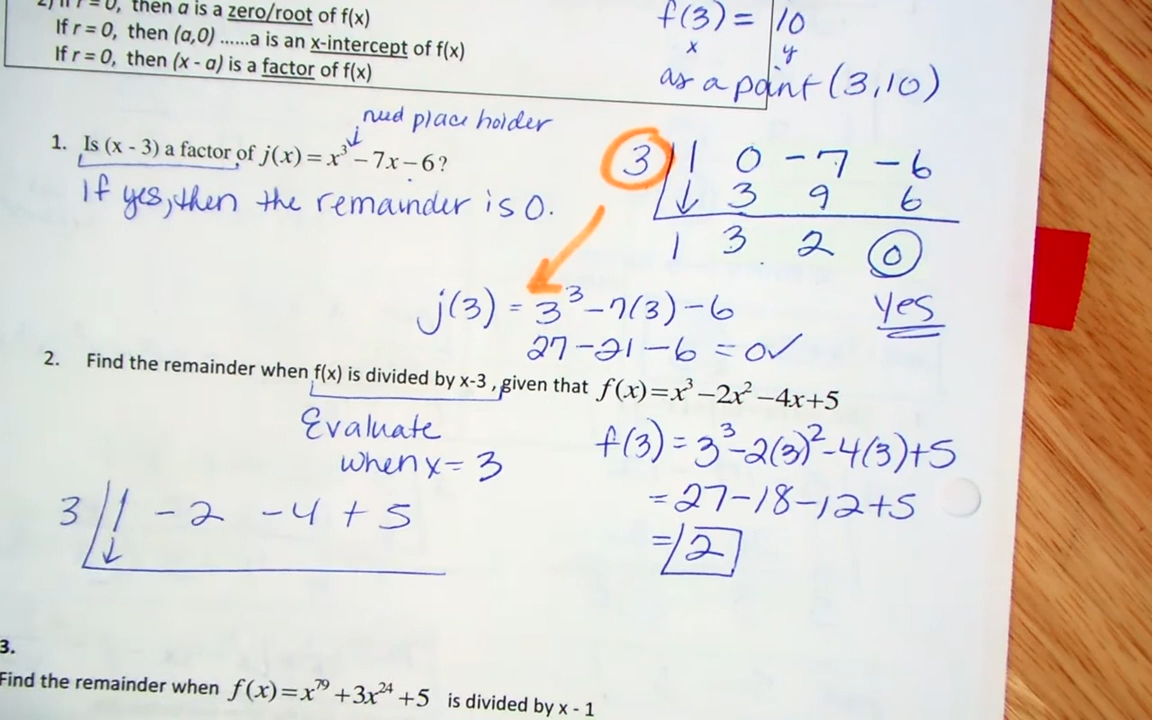 2) If r = 0, then a is a zero/root of f(x)
If r = 0, then (a,0) ......a is an x-intercept of f(x)
If r = 0, then (x - a) is a factor of f(x)
f(3) = 10
x y
as a point (3,10)
need place holder
1. Is (x - 3) a factor of j(x) = x³ − 7x − 6?
If yes, then the remainder is 0.
3 1 0 -7 -6
↓ 3 9 6
1 3 2 0
yes
j(3) = 3³ - 7(3) - 6
27 - 21 - 6 = 0 ✓
2. Find the remainder when f(x) is divided by x-3 , given that f(x) = x³ − 2x² − 4x + 5
Evaluate
when x = 3
f(3) = 3³ - 2(3)² - 4(3) + 5
= 27 - 18 - 12 + 5
= 2
3 1 -2 -4 +5
↓
3.
Find the remainder when f(x) = x⁷⁹ + 3x²⁴ + 5 is divided by x - 1